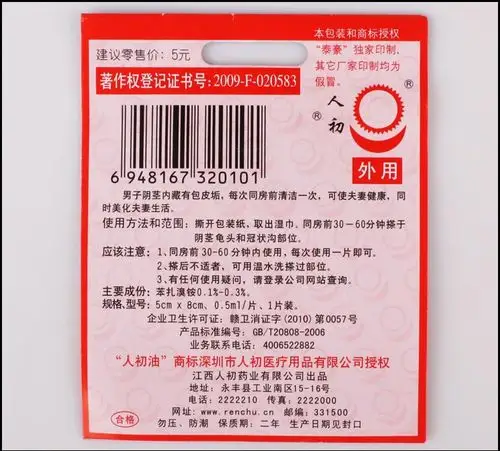 本包装和商标授权
建议零售价：5元
“泰豪”独家印制，
其它厂家印制均为
假冒。
著作权登记证书号：2009-F-020583
人初
®
®
外用
6 948167 320101
男子阴茎内藏有包皮垢，每次同房前清洁一次，可使夫妻健康，同
时美化夫妻生活。
使用方法和范围：撕开包装纸，取出湿巾。同房前30-60分钟搽于
阴茎龟头和冠状沟部位。
应该注意：1、同房前30-60分钟内使用，每次使用一片即可。
2、搽后不适者，可用温水洗搽过部位。
3、有任何使用疑问，请登录公司网站查询。
主要成份：苯扎溴铵0.1%-0.3%。
规格,型号：5cm x 8cm、0.5ml/片、1片装。
企业卫生许可证：赣卫消证字(2010)第0057号
产品标准编号：GB/T20808-2006
业务联系电话：4006522882
“人初油”商标深圳市人初医疗用品有限公司授权
江西人初药业有限公司出品
地址：永丰县工业南区15-16号
电话：2222210 传真：2222000
网址：www.renchu.cn 邮编：331500
合格
勿压、防潮 保质期：二年 生产日期见封口